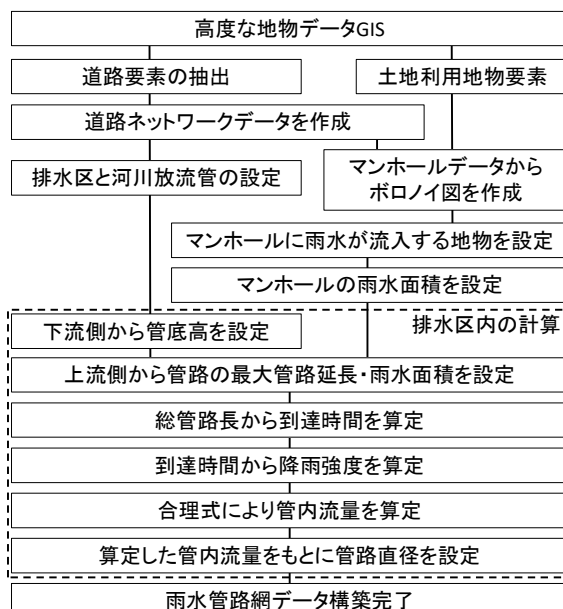 高度な地物データGIS
道路要素の抽出
土地利用地物要素
道路ネットワークデータを作成
排水区と河川放流管の設定
マンホールデータから
ボロノイ図を作成
マンホールに雨水が流入する地物を設定
マンホールの雨水面積を設定
排水区内の計算
下流側から管底高を設定
上流側から管路の最大管路延長・雨水面積を設定
総管路長から到達時間を算定
到達時間から降雨強度を算定
合理式により管内流量を算定
算定した管内流量をもとに管路直径を設定
雨水管路網データ構築完了